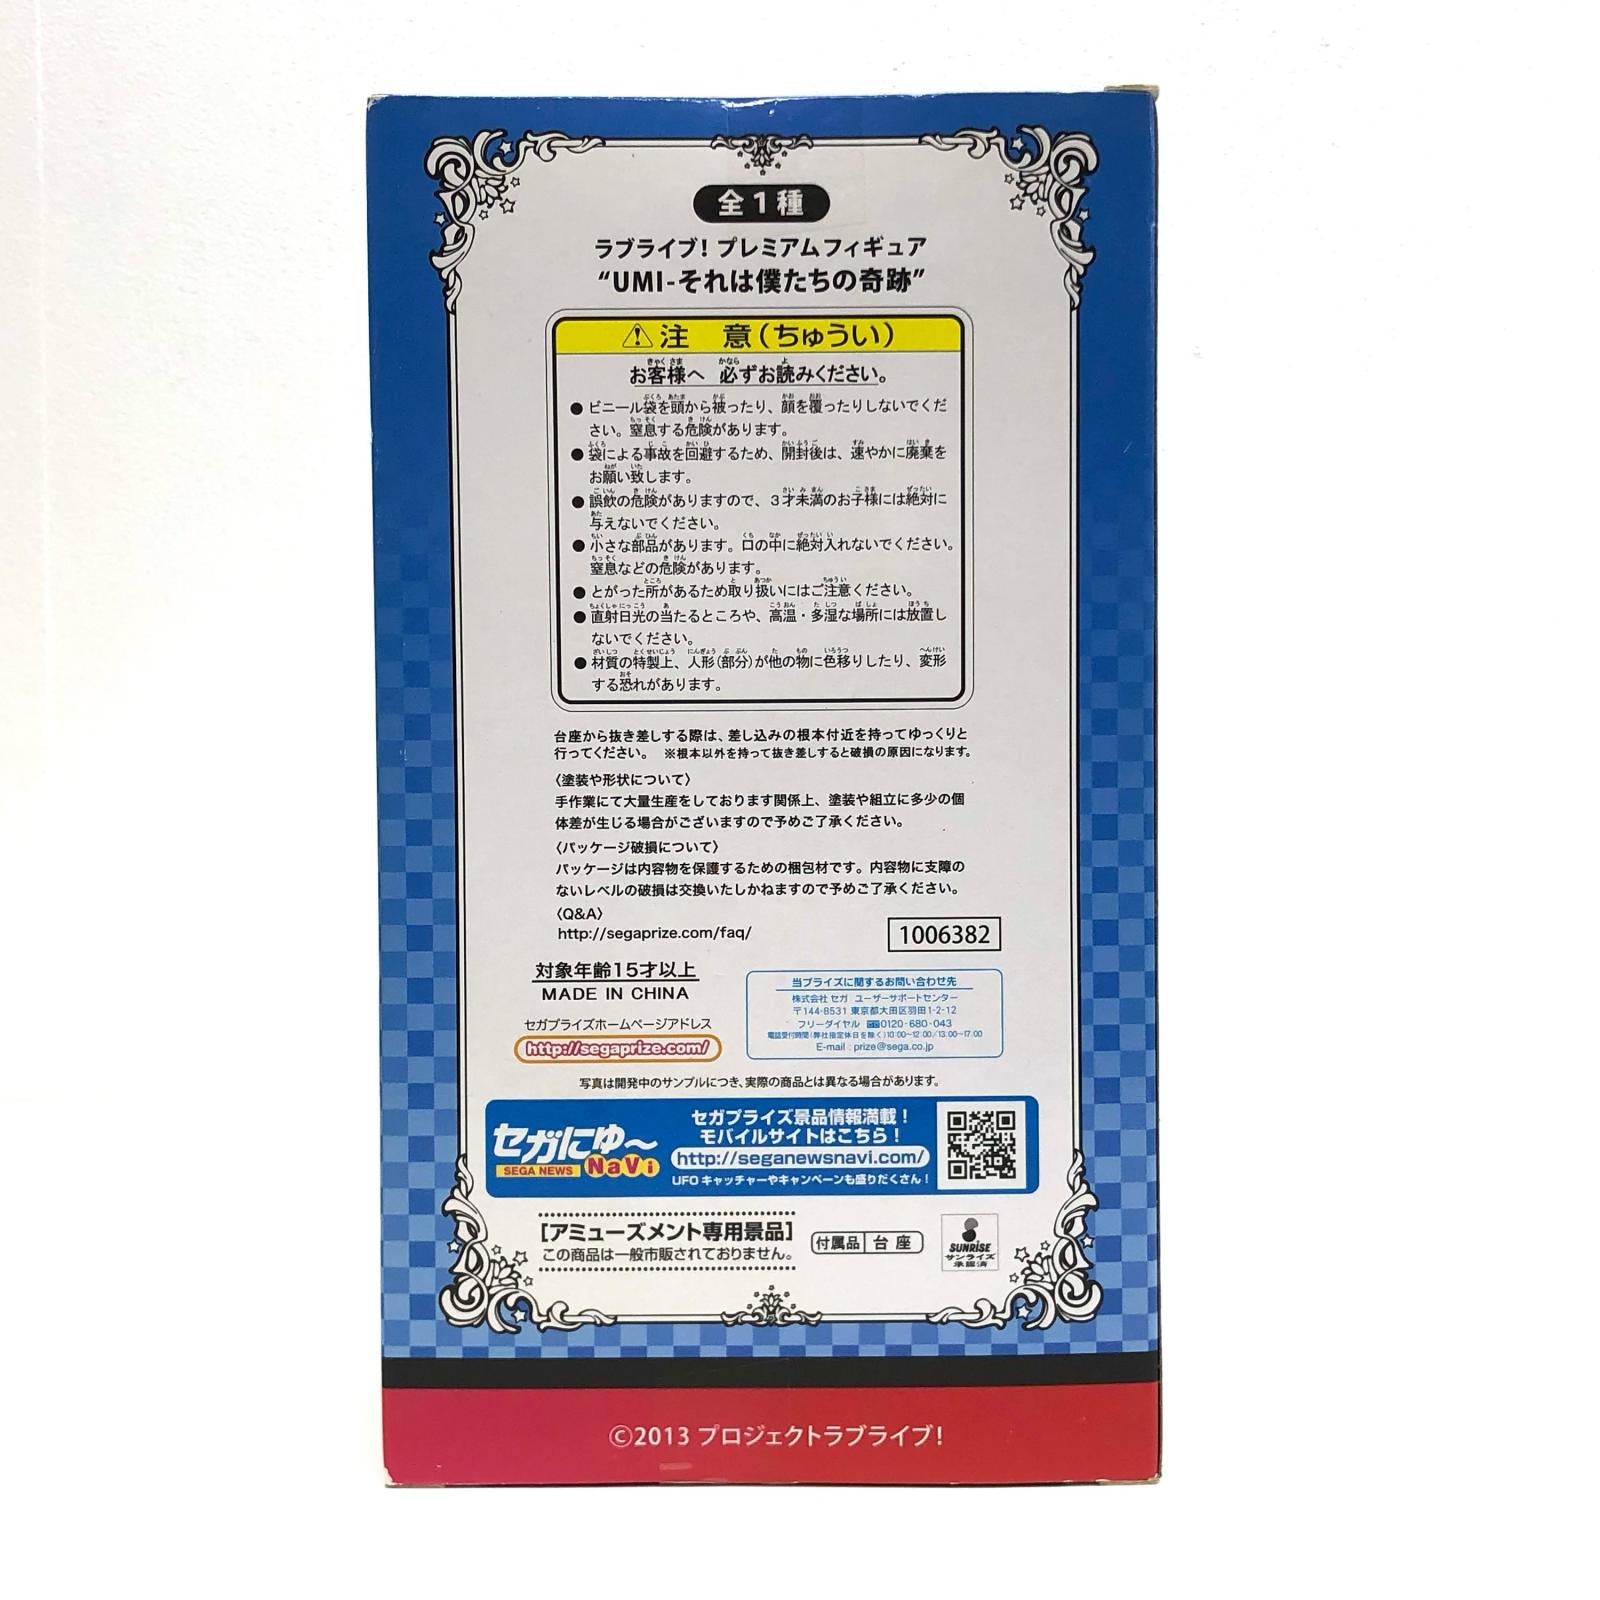 全1種
ラブライブ！プレミアムフィギュア
“UMI-それは僕たちの奇跡”
注 意（ちゅうい）
お客様へ 必ずお読みください。
● ビニール袋を頭から被ったり、顔を覆ったりしないでくだ
さい。窒息する危険があります。
● 袋による事故を回避するため、開封後は、速やかに廃棄を
お願い致します。
● 誤飲の危険がありますので、3才未満のお子様には絶対に
与えないでください。
● 小さな部品があります。口の中に絶対入れないでください。
窒息などの危険があります。
● とがった所があるため取り扱いにはご注意ください。
● 直射日光の当たるところや、高温・多湿な場所には放置し
ないでください。
● 材質の特製上、人形（部分）が他の物に色移りしたり、変形
する恐れがあります。
台座から抜き差しする際は、差し込みの根本付近を持ってゆっくりと
行ってください。 ※根本以外を持って抜き差しすると破損の原因になります。
〈塗装や形状について〉
手作業にて大量生産をしております関係上、塗装や組立に多少の個
体差が生じる場合がございますので予めご了承ください。
〈パッケージ破損について〉
パッケージは内容物を保護するための梱包材です。内容物に支障の
ないレベルの破損は交換いたしかねますので予めご了承ください。
〈Q&A〉
http://segaprize.com/faq/
1006382
対象年齢15才以上
MADE IN CHINA
セガプライズホームページアドレス
http://segaprize.com/
当プライズに関するお問い合わせ先
株式会社 セガ ユーザーサポートセンター
〒144-8531 東京都大田区羽田1-2-12
フリーダイヤル 0120-680-043
電話受付時間（弊社指定休日を除く）10:00〜12:00/13:00〜17:00
E-mail : prize@sega.co.jp
写真は開発中のサンプルにつき、実際の商品とは異なる場合があります。
セガにゅ〜
SEGA NEWS NaVi
セガプライズ景品情報満載！
モバイルサイトはこちら！
http://seganewsnavi.com/
UFOキャッチャーやキャンペーンも盛りだくさん！
[アミューズメント専用景品]
この商品は一般市販されておりません。
付属品 台座
SUNRISE
サンライズ
承認済
©2013 プロジェクトラブライブ！